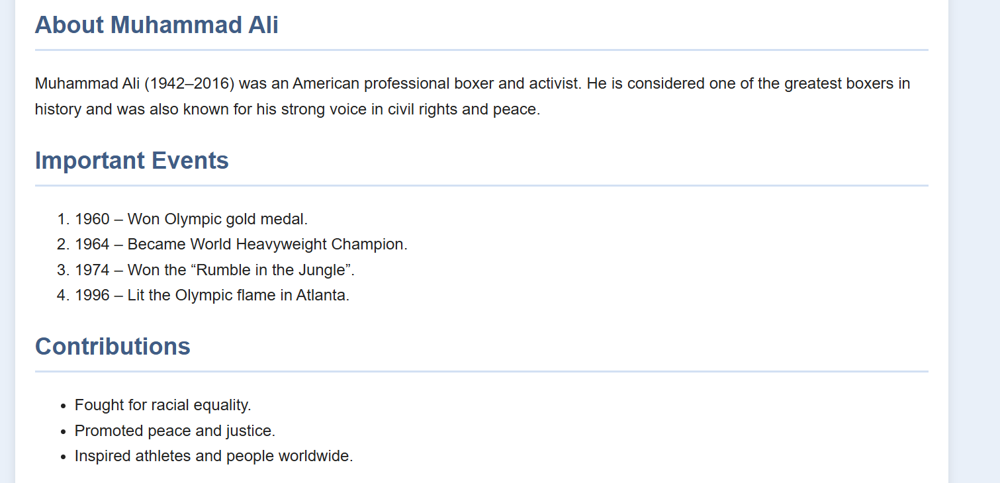 About Muhammad Ali
Muhammad Ali (1942–2016) was an American professional boxer and activist. He is considered one of the greatest boxers in
history and was also known for his strong voice in civil rights and peace.
Important Events
1. 1960 – Won Olympic gold medal.
2. 1964 – Became World Heavyweight Champion.
3. 1974 – Won the “Rumble in the Jungle”.
4. 1996 – Lit the Olympic flame in Atlanta.
Contributions
• Fought for racial equality.
• Promoted peace and justice.
• Inspired athletes and people worldwide.